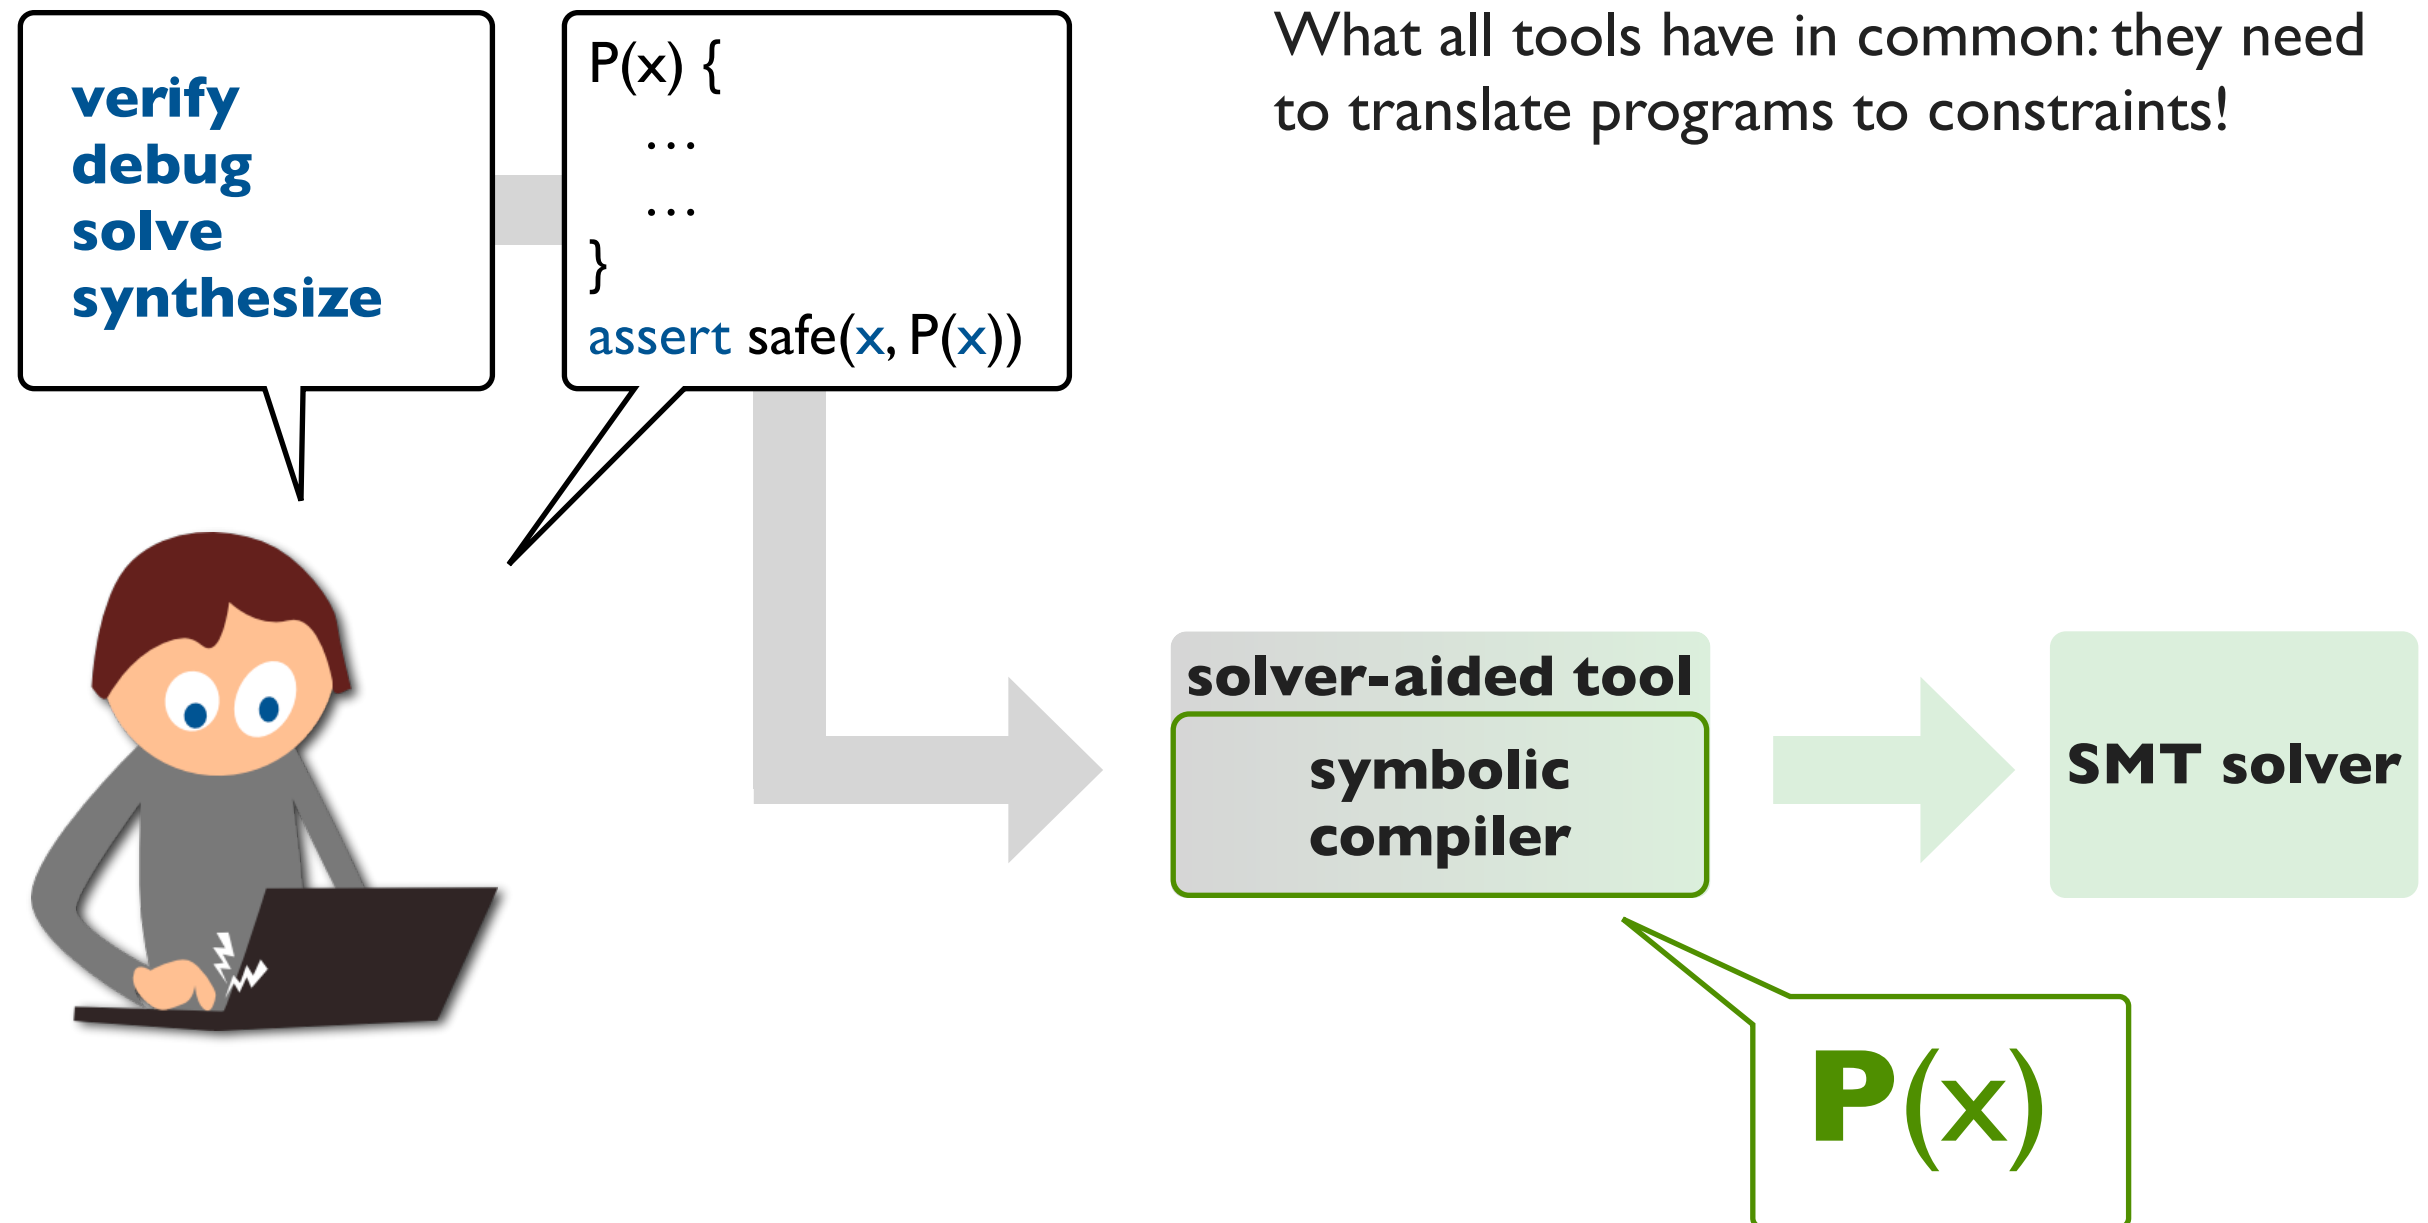 verify
debug
solve
synthesize
P(x) {
…
…
}
assert safe(x, P(x))
What all tools have in common: they need
to translate programs to constraints!
solver-aided tool
symbolic
compiler
SMT solver
P(x)